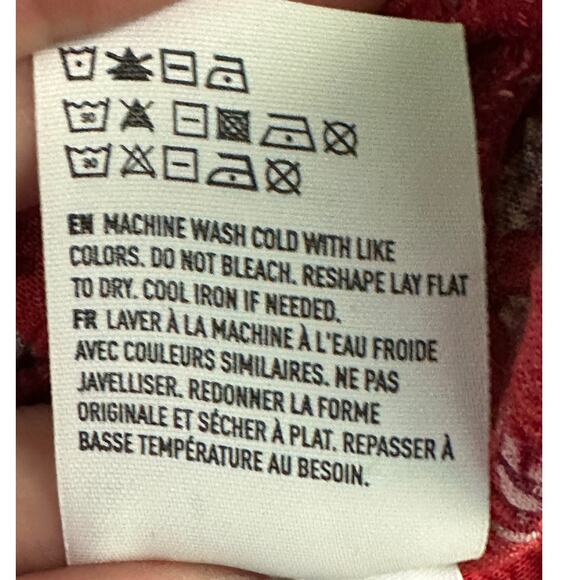 30
30
EN MACHINE WASH COLD WITH LIKE
COLORS. DO NOT BLEACH. RESHAPE LAY FLAT
TO DRY. COOL IRON IF NEEDED.
FR LAVER À LA MACHINE À L'EAU FROIDE
AVEC COULEURS SIMILAIRES. NE PAS
JAVELLISER. REDONNER LA FORME
ORIGINALE ET SÉCHER À PLAT. REPASSER À
BASSE TEMPÉRATURE AU BESOIN.